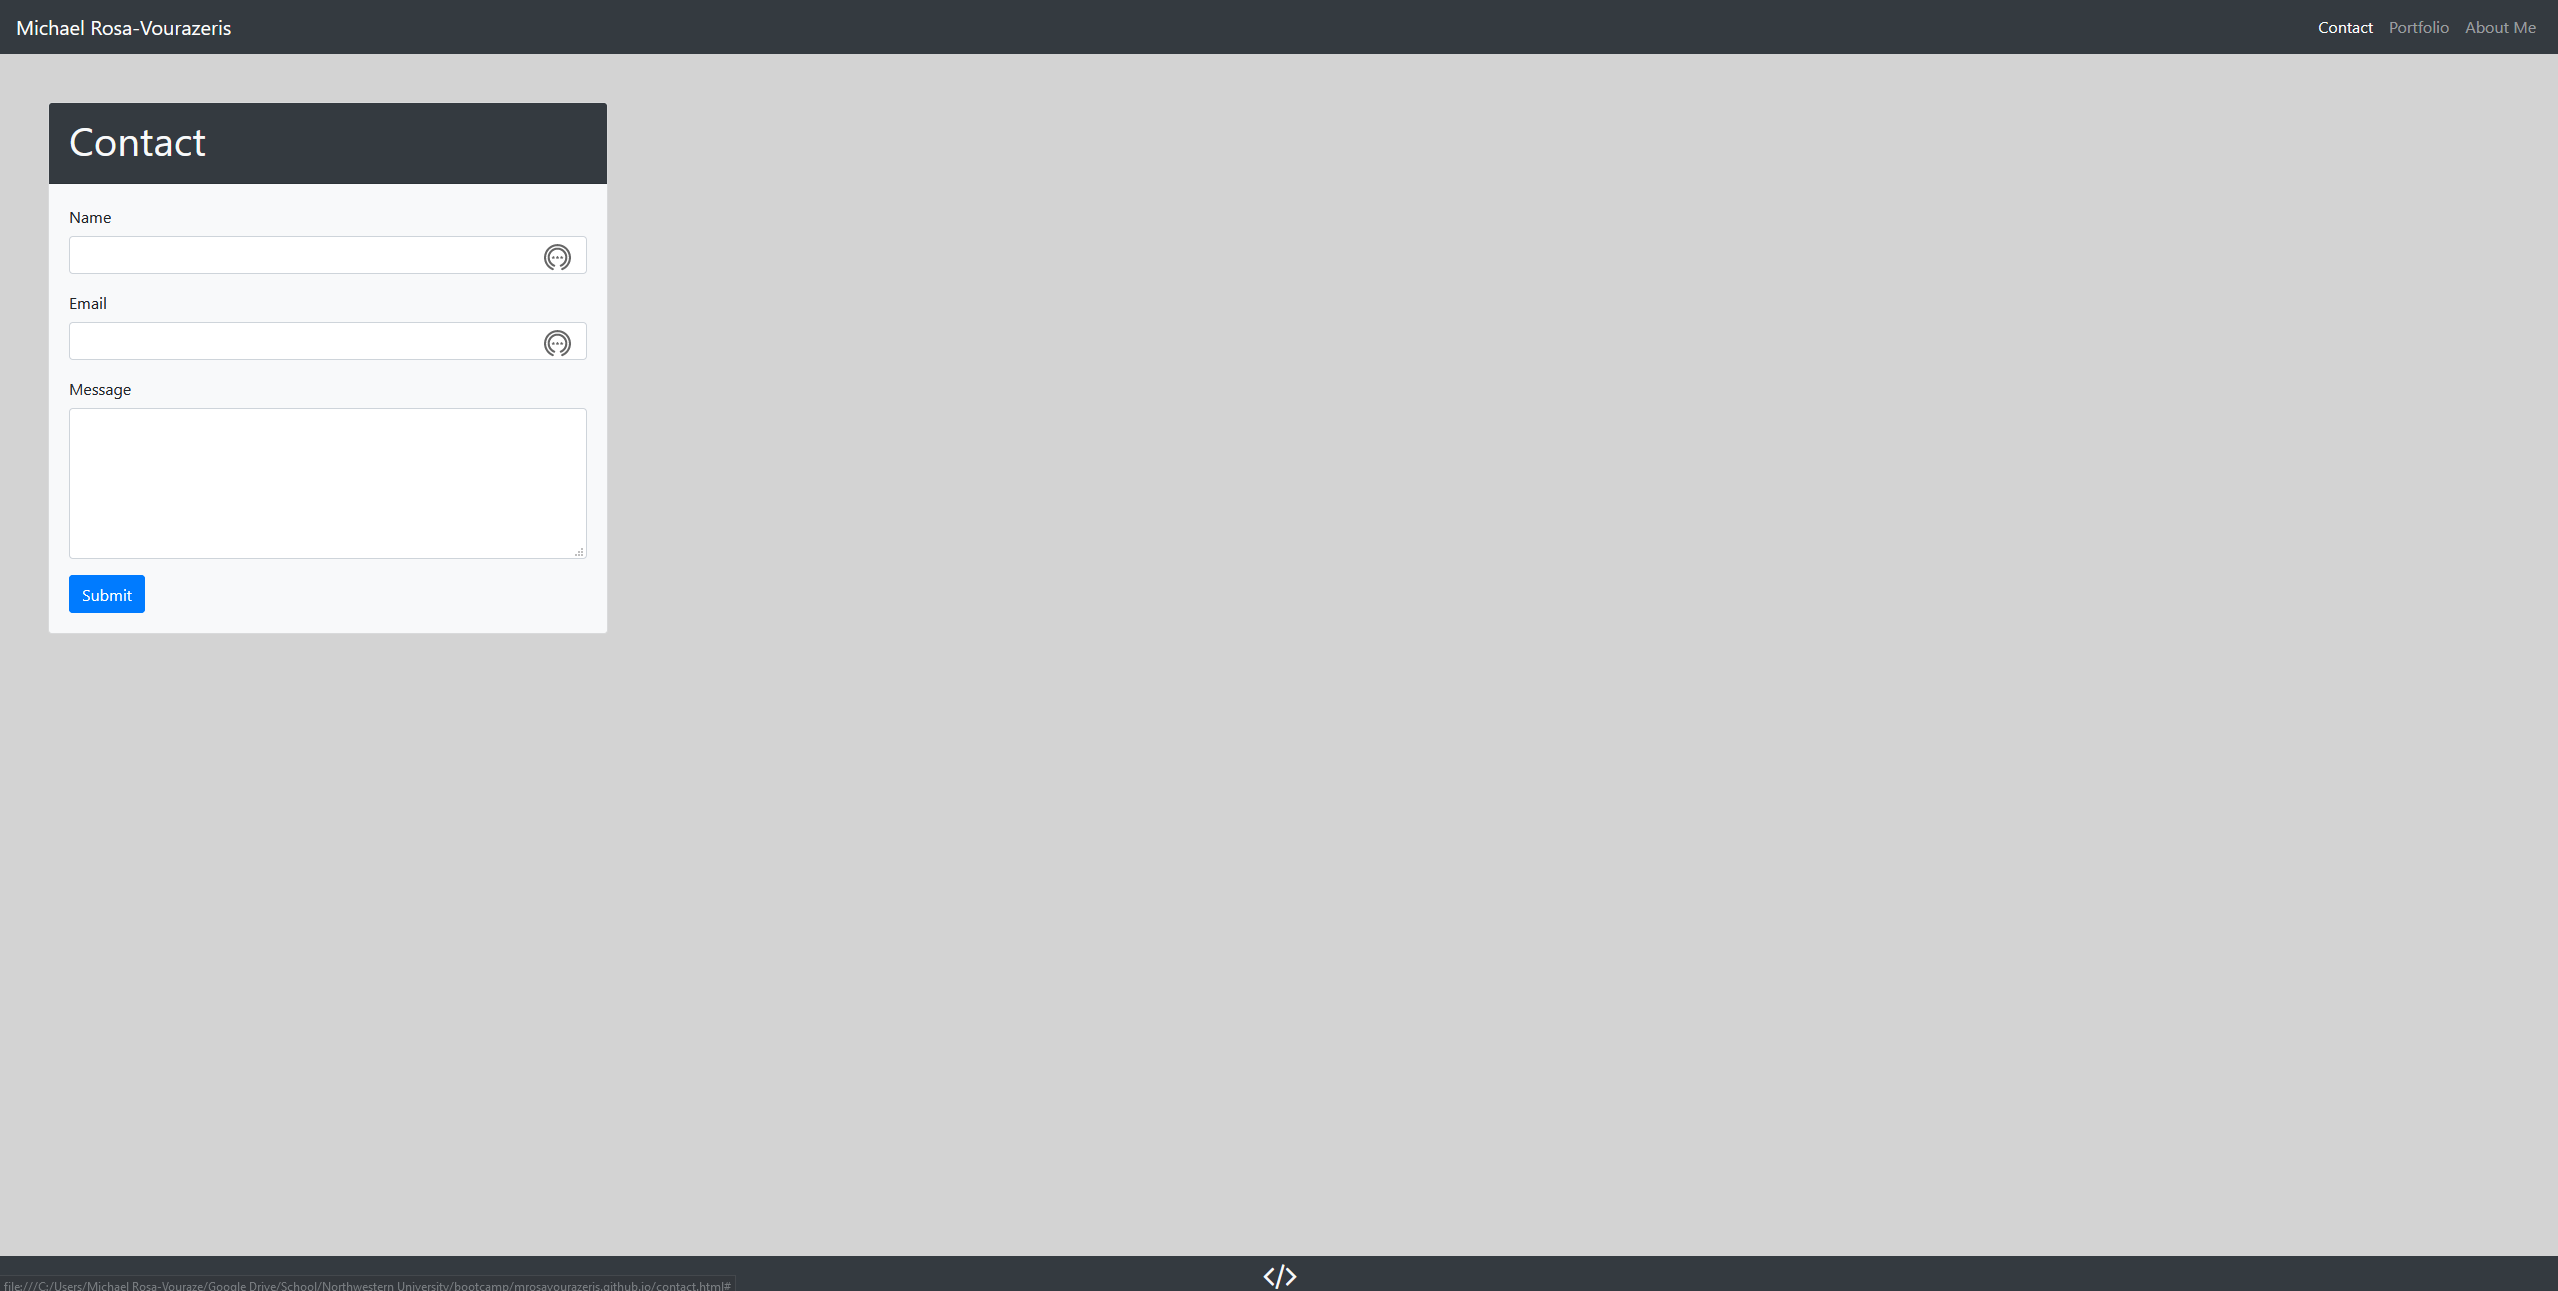 Michael Rosa-Vourazeris
Contact Portfolio About Me
Contact
Name
Email
Message
Submit
</>
file:///C:/Users/Michael Rosa-Vouraze/Google Drive/School/Northwestern University/bootcamp/mrosavourazeris.github.io/contact.html#